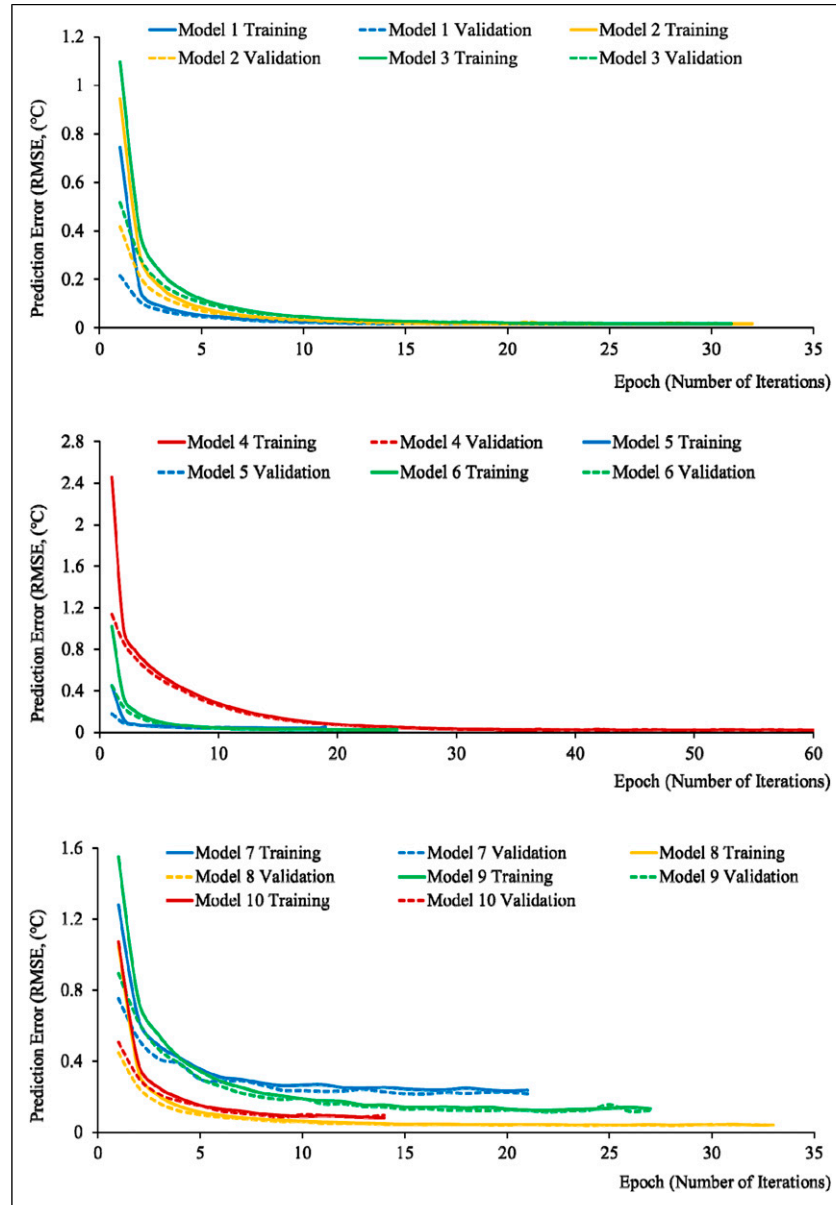 Model 1 Training Model 1 Validation Model 2 Training
Model 2 Validation Model 3 Training Model 3 Validation
Prediction Error (RMSE, (°C)
1.2
1
0.8
0.6
0.4
0.2
0
0 5 10 15 20 25 30 35
Epoch (Number of Iterctions)
Model 4 Training Model 4 Validation Model 5 Training
Model 5 Validation Model 6 Training Model 6 Validation
Prediction Error (RMSE, (°C)
2.8
2.4
2
1.6
1.2
0.8
0.4
0
0 10 20 30 40 50 60
Epoch (Number of Iterctions)
Model 7 Training Model 7 Validation Model 8 Training
Model 8 Validation Model 9 Training Model 9 Validation
Model 10 Training Model 10 Validation
Prediction Error (RMSE, (°C)
1.6
1.2
0.8
0.4
0
0 5 10 15 20 25 30 35
Epoch (Number of Iterctions)